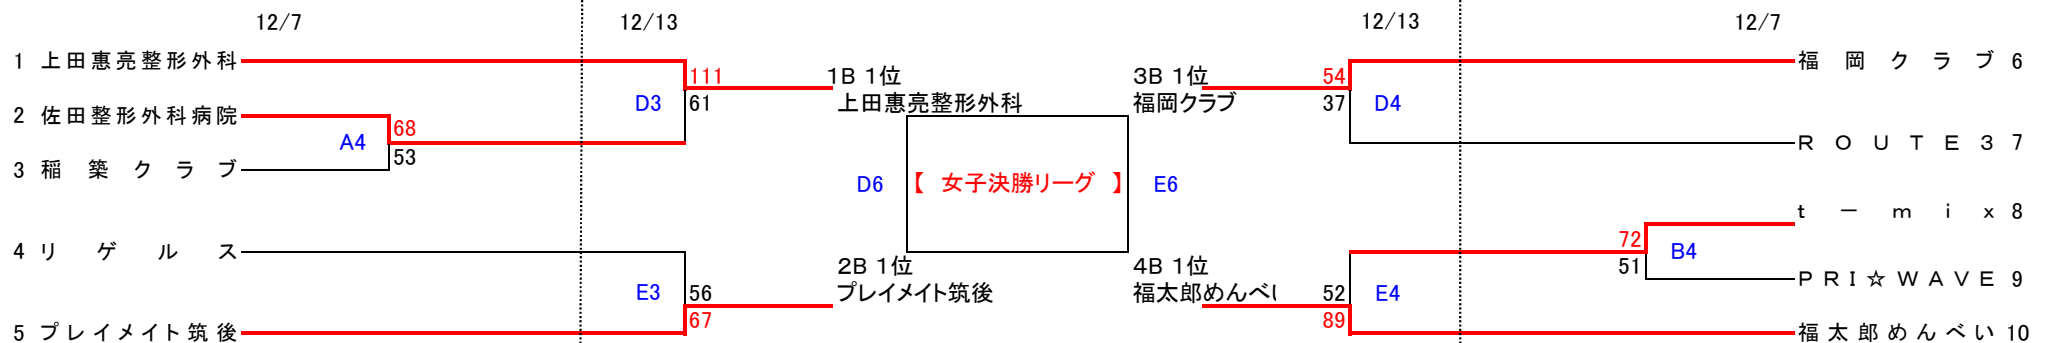 12/7
12/13
12/13
12/7
1 上田惠亮整形外科
福岡クラブ 6
111
1B 1位
3B 1位
54
D3
61
上田惠亮整形外科
福岡クラブ
37
D4
2 佐田整形外科病院
68
A4
53
ROUTE3 7
3 稲築クラブ
D6
【 女子決勝リーグ 】
E6
t-mix 8
72
4 リゲルス
51
B4
2B 1位
4B 1位
PRI☆WAVE 9
E3
56
プレイメイト筑後
福太郎めんべい
52
E4
67
89
5 プレイメイト筑後
福太郎めんべい 10